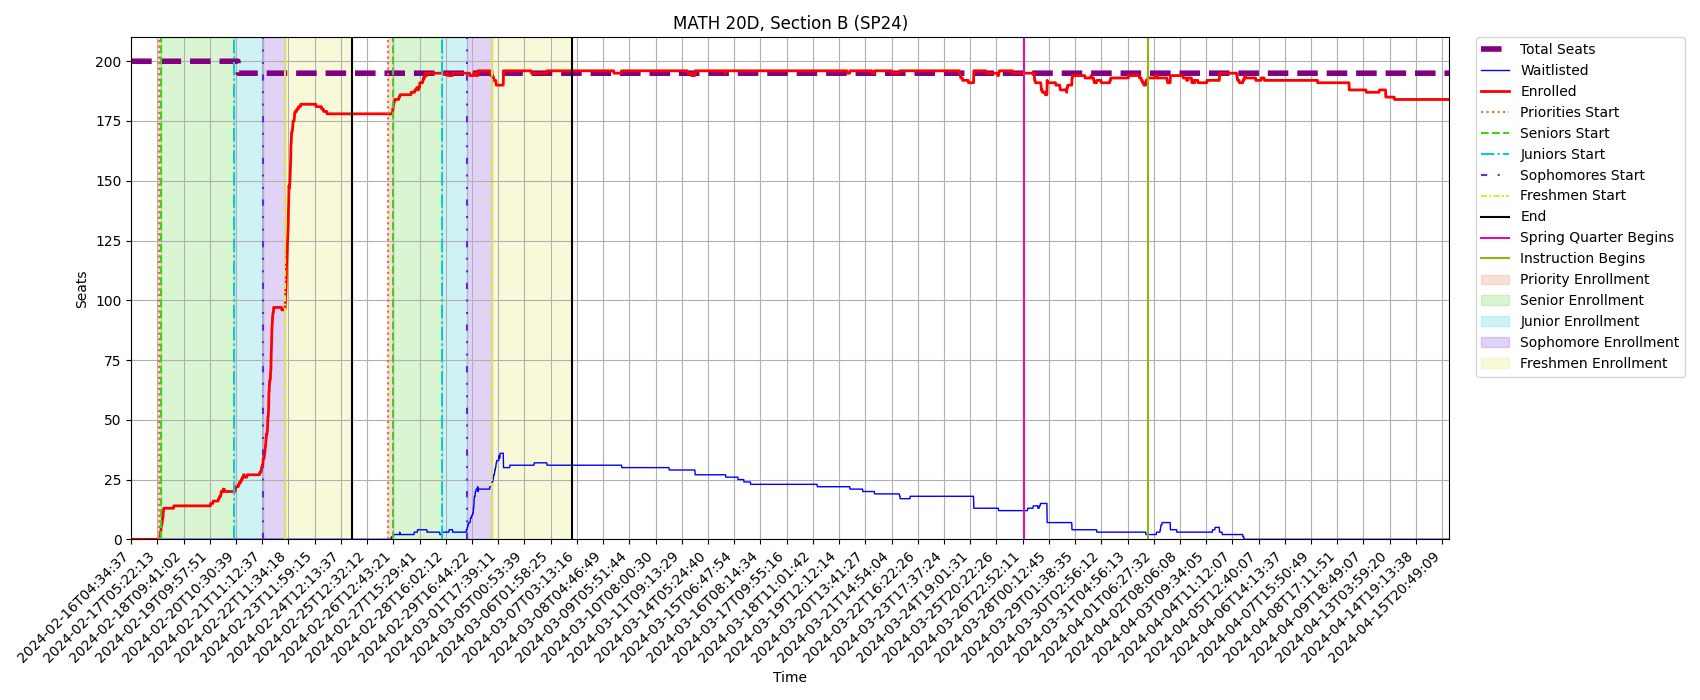 MATH 20D, Section B (SP24)
Seats
200
175
150
125
100
75
50
25
0
2024-02-16T04:34:37
2024-02-17T05:22:13
2024-02-18T09:41:02
2024-02-19T09:57:51
2024-02-20T10:30:39
2024-02-21T11:12:37
2024-02-22T11:34:18
2024-02-23T11:59:15
2024-02-24T12:13:37
2024-02-25T12:32:12
2024-02-26T12:43:21
2024-02-27T15:29:41
2024-02-28T16:02:12
2024-02-29T16:44:22
2024-03-01T17:39:11
2024-03-05T00:53:39
2024-03-06T01:58:25
2024-03-07T03:13:16
2024-03-08T04:46:49
2024-03-09T05:51:44
2024-03-10T08:00:30
2024-03-11T09:13:29
2024-03-14T05:24:40
2024-03-15T06:47:54
2024-03-16T08:14:34
2024-03-17T09:55:16
2024-03-18T11:01:42
2024-03-19T12:12:14
2024-03-20T13:41:27
2024-03-21T14:54:04
2024-03-22T16:22:26
2024-03-23T17:37:24
2024-03-24T19:01:31
2024-03-25T20:22:26
2024-03-26T22:52:11
2024-03-28T00:12:45
2024-03-29T01:38:35
2024-03-30T02:56:12
2024-03-31T04:56:13
2024-04-01T06:27:32
2024-04-02T08:06:08
2024-04-03T09:34:05
2024-04-04T11:12:07
2024-04-05T12:40:07
2024-04-06T14:13:37
2024-04-07T15:50:49
2024-04-08T17:11:51
2024-04-09T18:49:07
2024-04-13T03:59:20
2024-04-14T19:13:38
2024-04-15T20:49:09
Time
Total Seats
Waitlisted
Enrolled
Priorities Start
Seniors Start
Juniors Start
Sophomores Start
Freshmen Start
End
Spring Quarter Begins
Instruction Begins
Priority Enrollment
Senior Enrollment
Junior Enrollment
Sophomore Enrollment
Freshmen Enrollment